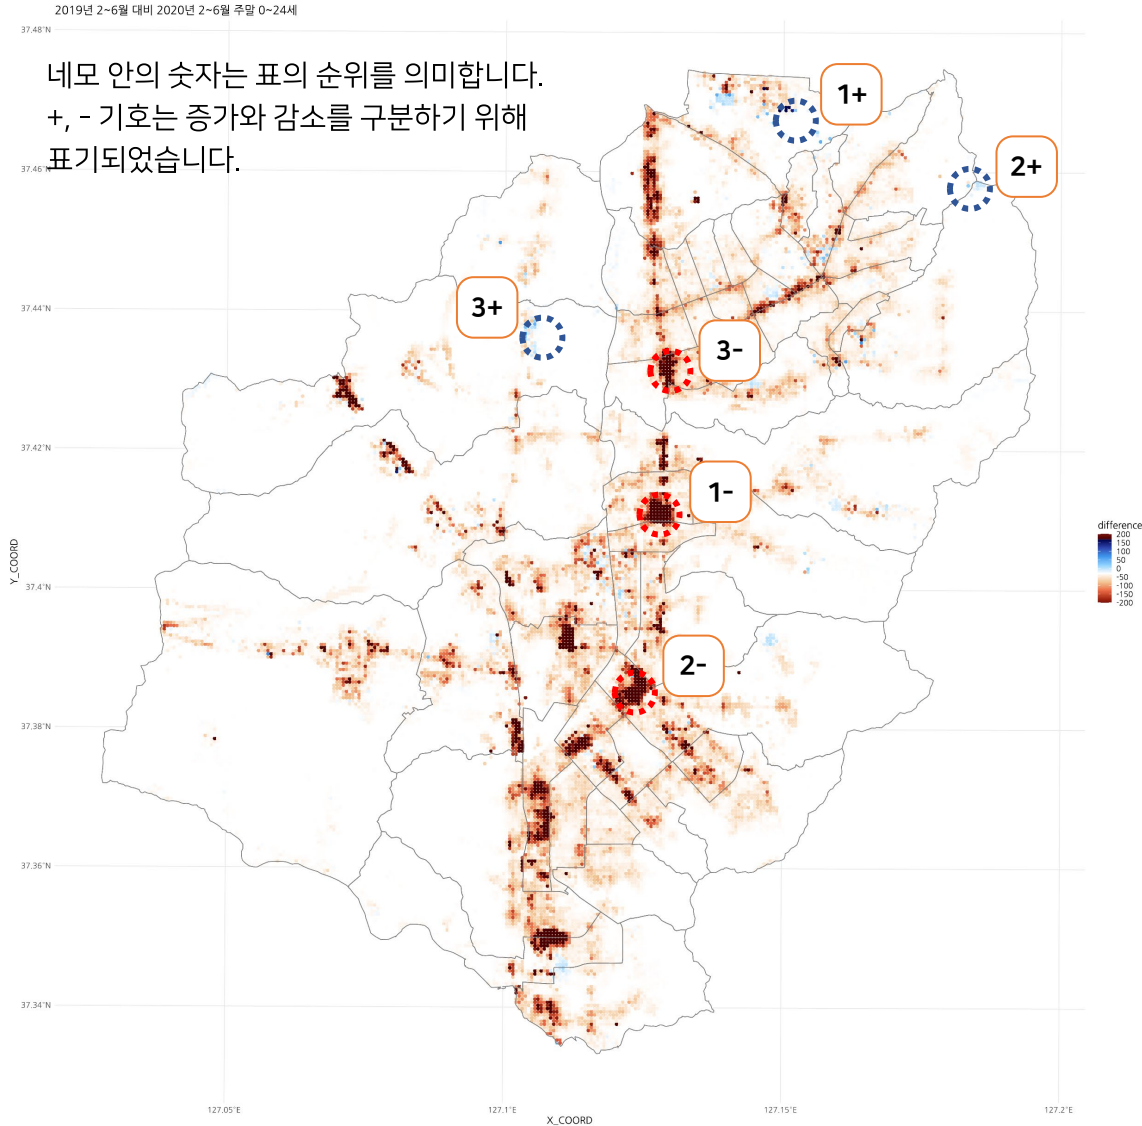 2019년 2~6월 대비 2020년 2~6월 주말 0~24세
37.48°N
네모 안의 숫자는 표의 순위를 의미합니다.
+, - 기호는 증가와 감소를 구분하기 위해
표기되었습니다.
1+
37.46°N
2+
3+
37.44°N
3-
37.42°N
1-
difference
200
150
100
50
0
-50
-100
-150
-200
Y_COORD
37.4°N
2-
37.38°N
37.36°N
37.34°N
127.05°E
127.1°E
127.15°E
127.2°E
X_COORD